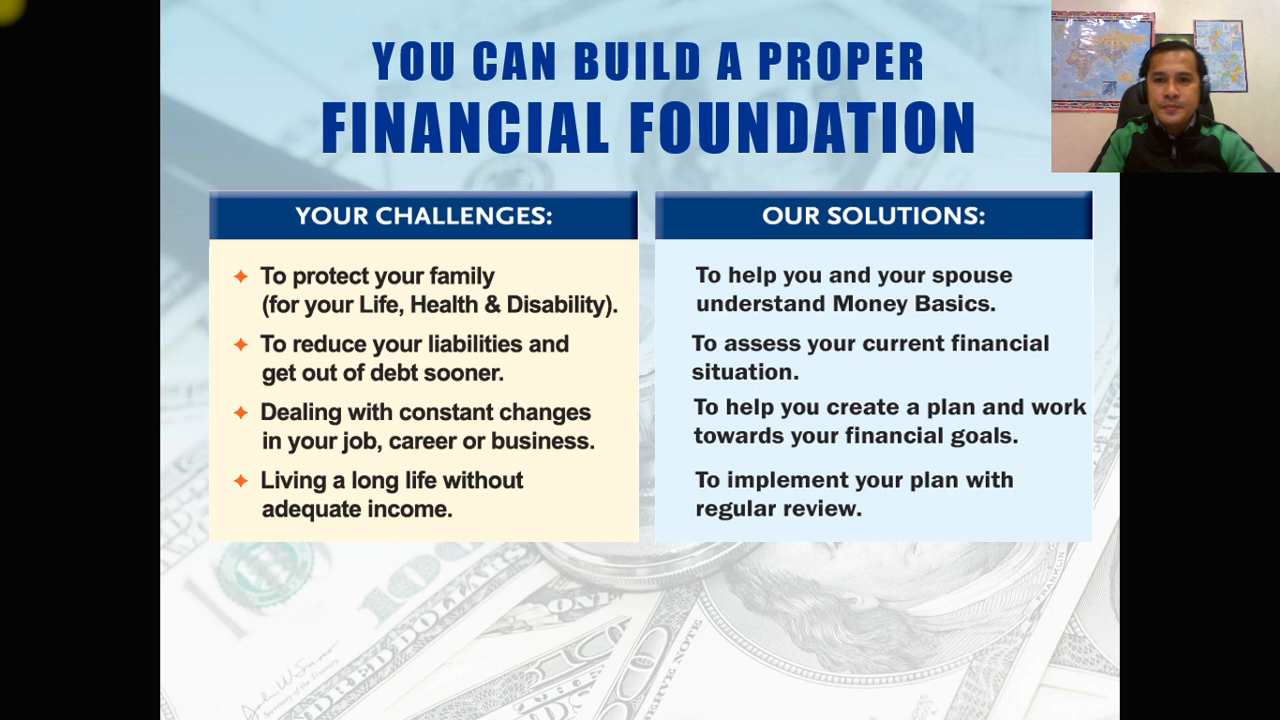 YOU CAN BUILD A PROPER
FINANCIAL FOUNDATION
YOUR CHALLENGES:
To protect your family
(for your Life, Health & Disability).
To reduce your liabilities and
get out of debt sooner.
Dealing with constant changes
in your job, career or business.
Living a long life without
adequate income.
OUR SOLUTIONS:
To help you and your spouse
understand Money Basics.
To assess your current financial
situation.
To help you create a plan and work
towards your financial goals.
To implement your plan with
regular review.
100
ONE
FRANKLIN